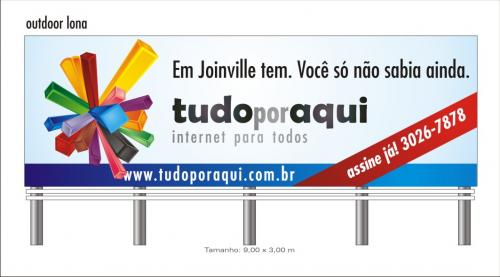 outdoor lona
Em Joinville tem. Você só não sabia ainda.
tudoporaqui
internet para todos
assine já! 3026-7878
www.tudoporaqui.com.br
Tamanho: 9,00 x 3,00 m